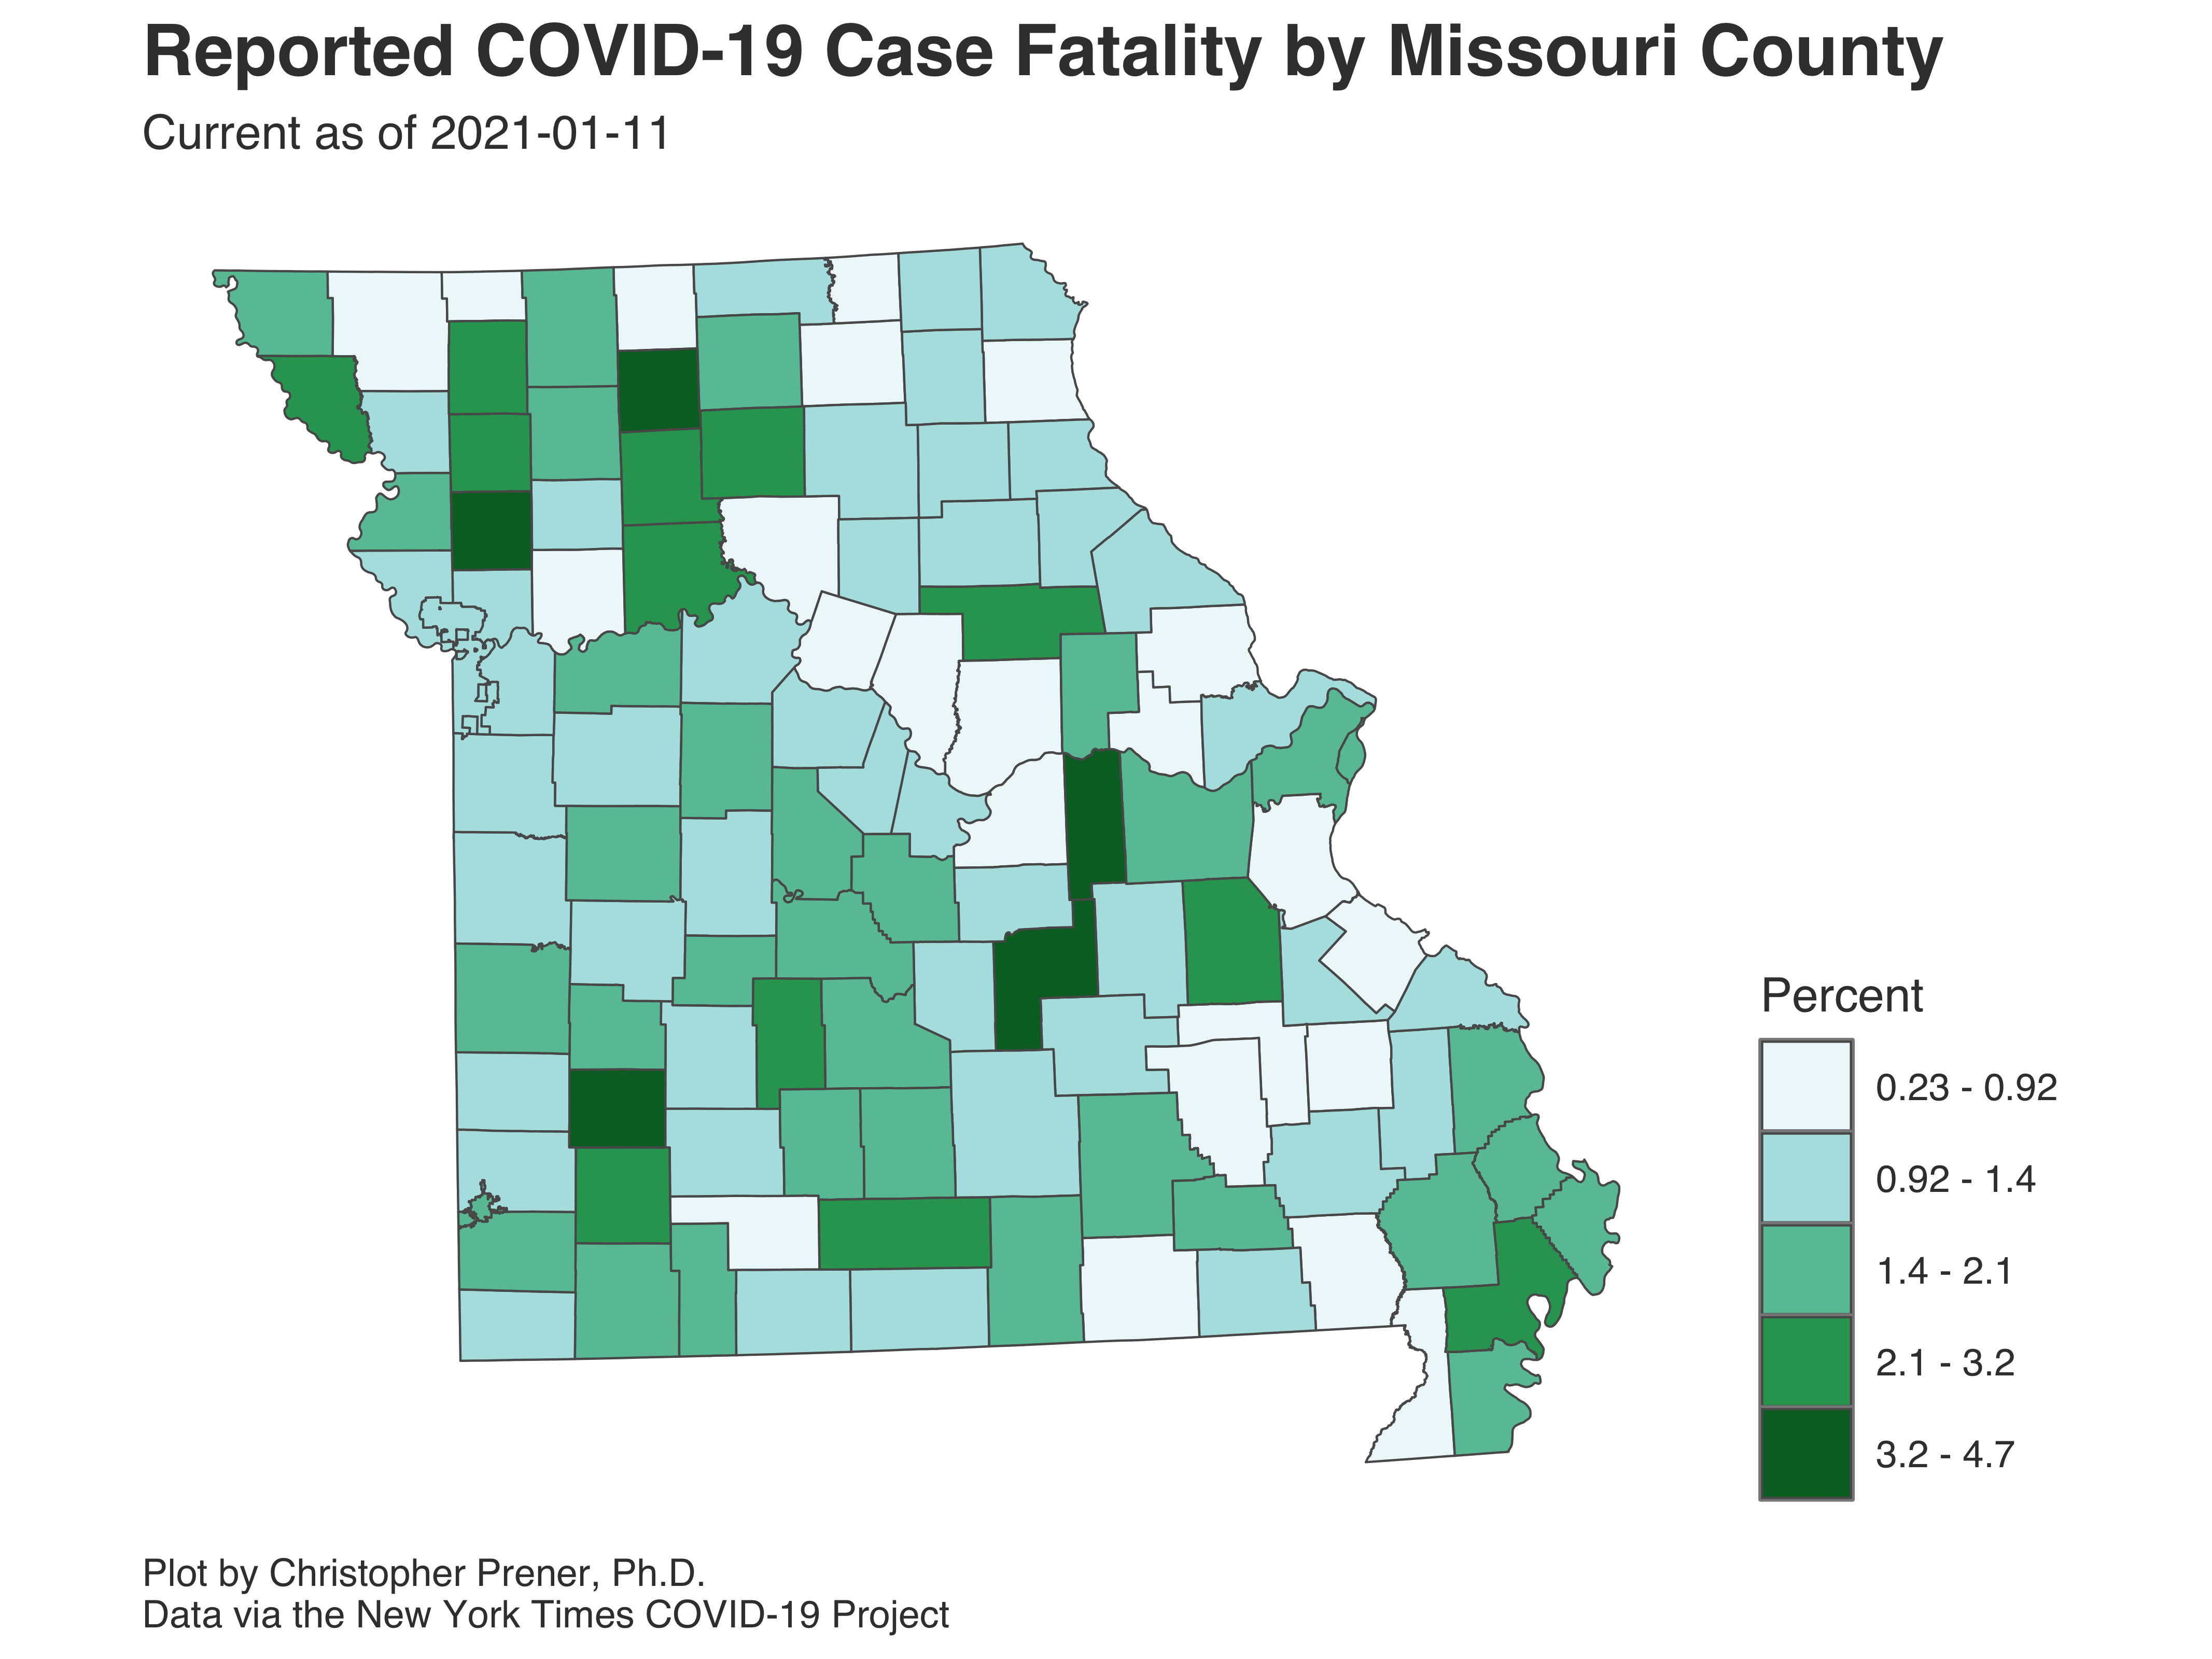 Reported COVID-19 Case Fatality by Missouri County
Current as of 2021-01-11
Percent
0.23 - 0.92
0.92 - 1.4
1.4 - 2.1
2.1 - 3.2
3.2 - 4.7
Plot by Christopher Prener, Ph.D.
Data via the New York Times COVID-19 Project